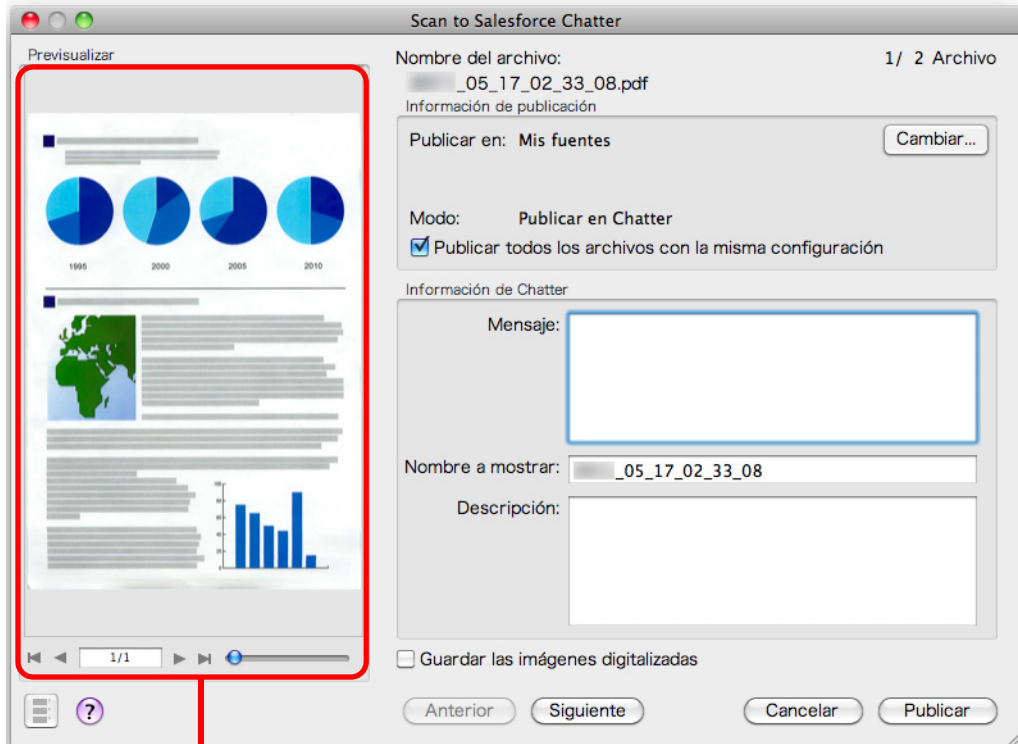 Scan to Salesforce Chatter
Previsualizar
1995 2000 2005 2010
1/1
Nombre del archivo:
1/ 2 Archivo
_05_17_02_33_08.pdf
Información de publicación
Publicar en: Mis fuentes
Cambiar...
Modo: Publicar en Chatter
Publicar todos los archivos con la misma configuración
Información de Chatter
Mensaje:
Nombre a mostrar: _05_17_02_33_08
Descripción:
Guardar las imágenes digitalizadas
? Anterior Siguiente Cancelar Publicar